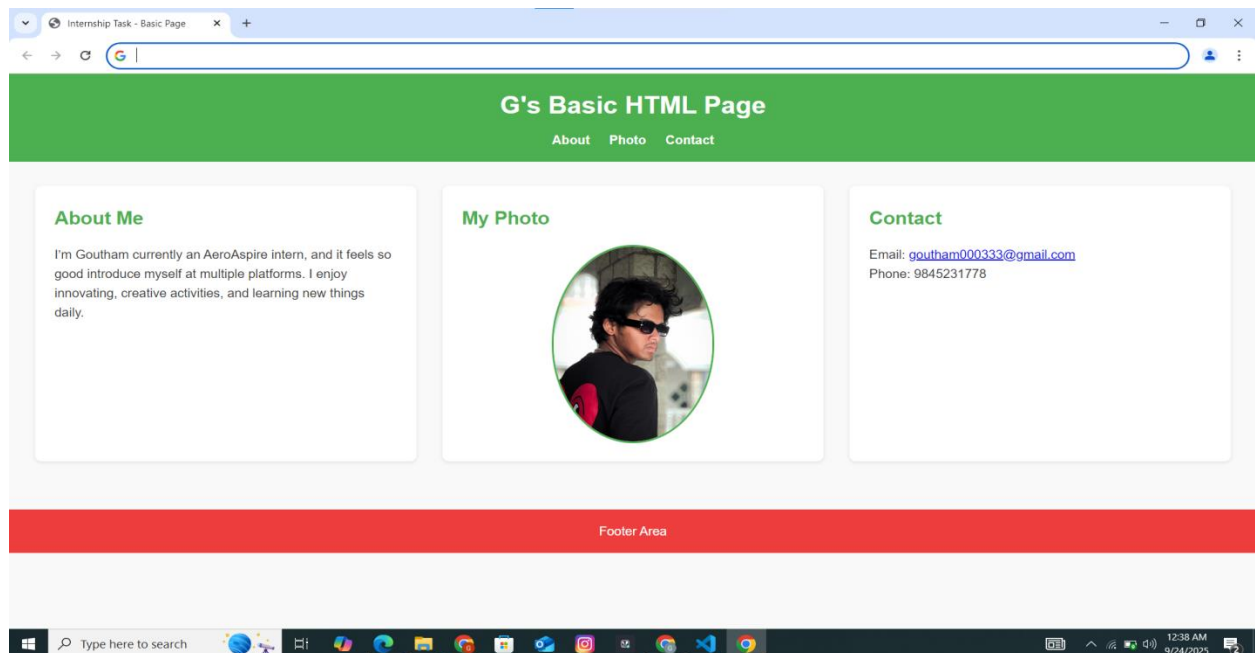 Internship Task - Basic Page
G's Basic HTML Page
About Photo Contact
About Me
I'm Goutham currently an AeroAspire intern, and it feels so
good introduce myself at multiple platforms. I enjoy
innovating, creative activities, and learning new things
daily.
My Photo
Contact
Email: goutham000333@gmail.com
Phone: 9845231778
Footer Area
Type here to search
12:38 AM
9/24/2025
2